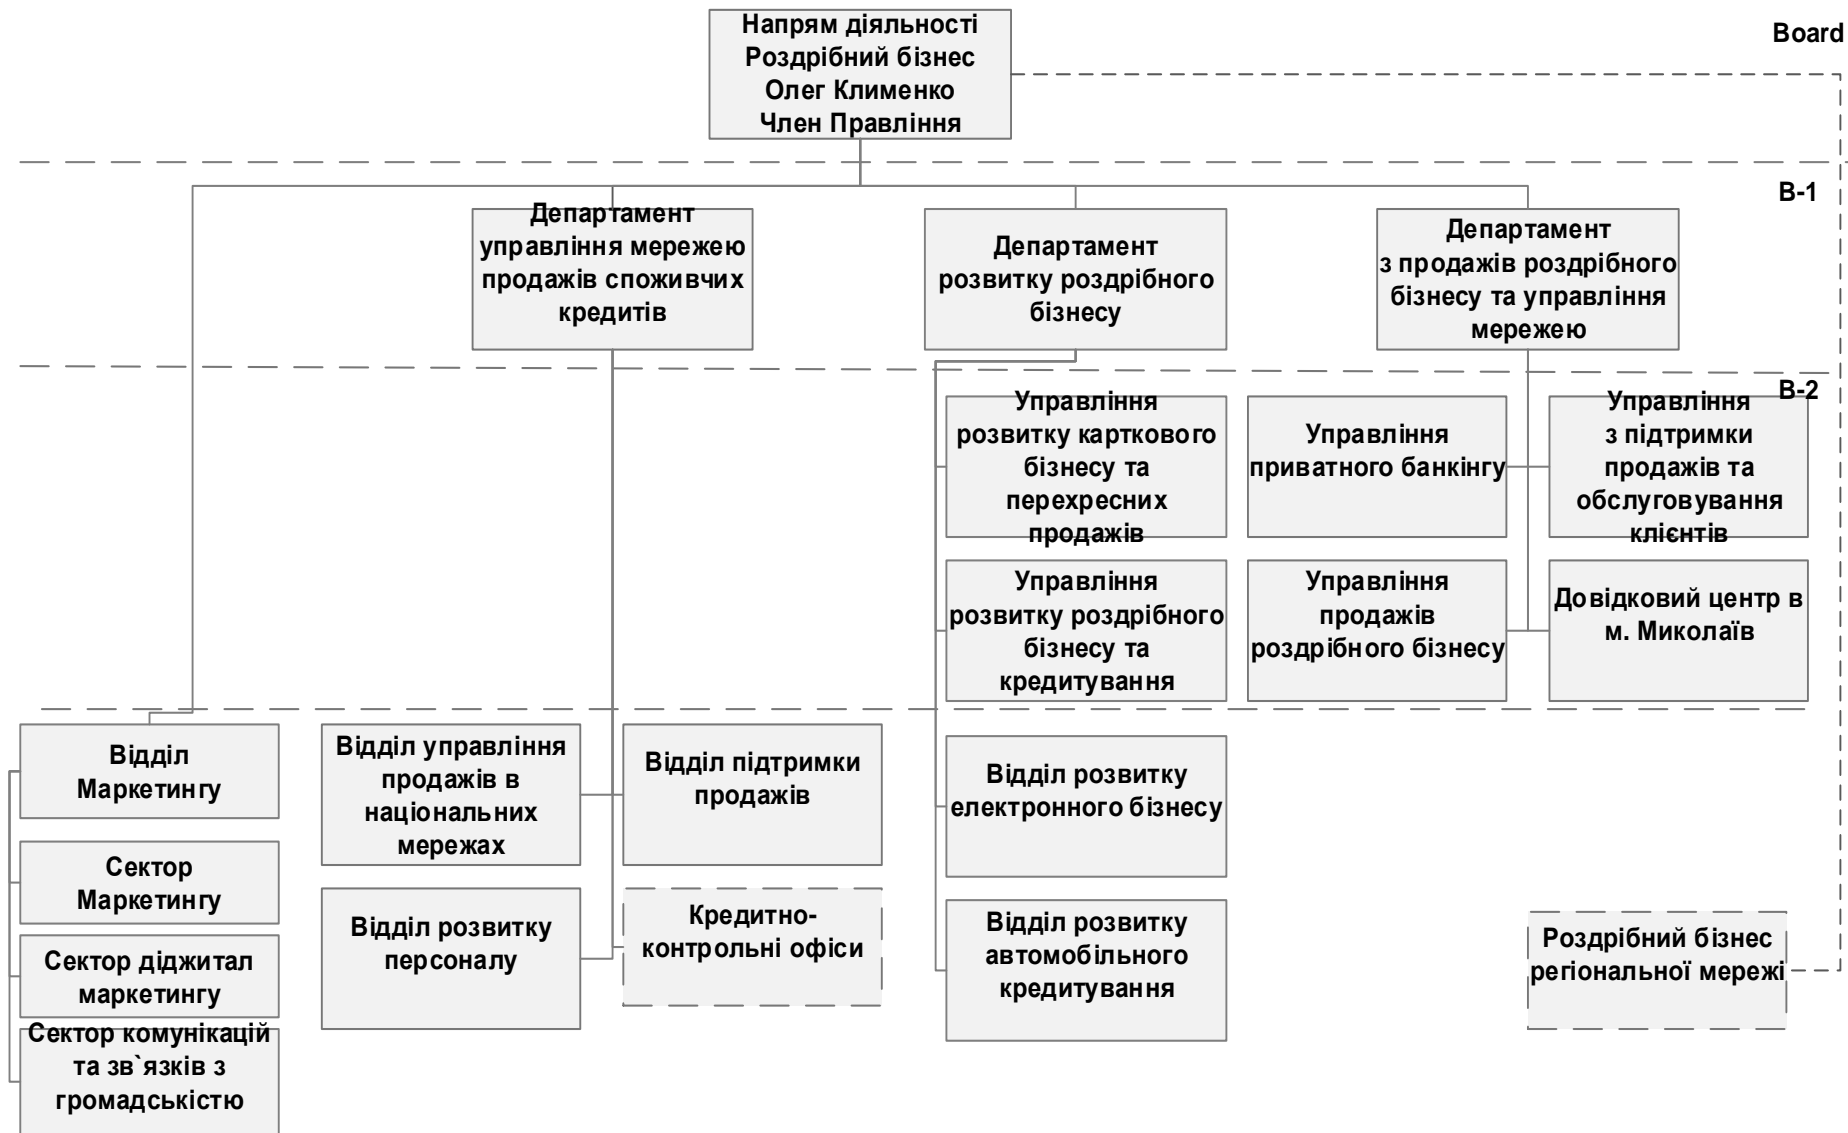 Напрям діяльності
Роздрібний бізнес
Олег Клименко
Член Правління
Board
B-1
Департамент
управління мережею
продажів споживчих
кредитів
Департамент
розвитку роздрібного
бізнесу
Департамент
з продажів роздрібного
бізнесу та управління
мережею
B-2
Управління
розвитку карткового
бізнесу та
перехресних
продажів
Управління
приватного банкінгу
Управління
з підтримки
продажів та
обслуговування
клієнтів
Управління
розвитку роздрібного
бізнесу та
кредитування
Управління
продажів
роздрібного бізнесу
Довідковий центр в
м. Миколаїв
Відділ
Маркетингу
Відділ управління
продажів в
національних
мережах
Відділ підтримки
продажів
Відділ розвитку
електронного бізнесу
Сектор
Маркетингу
Відділ розвитку
персоналу
Кредитно-
контрольні офіси
Відділ розвитку
автомобільного
кредитування
Роздрібний бізнес
регіональної мережі
Сектор діджитал
маркетингу
Сектор комунікацій
та зв`язків з
громадськістю